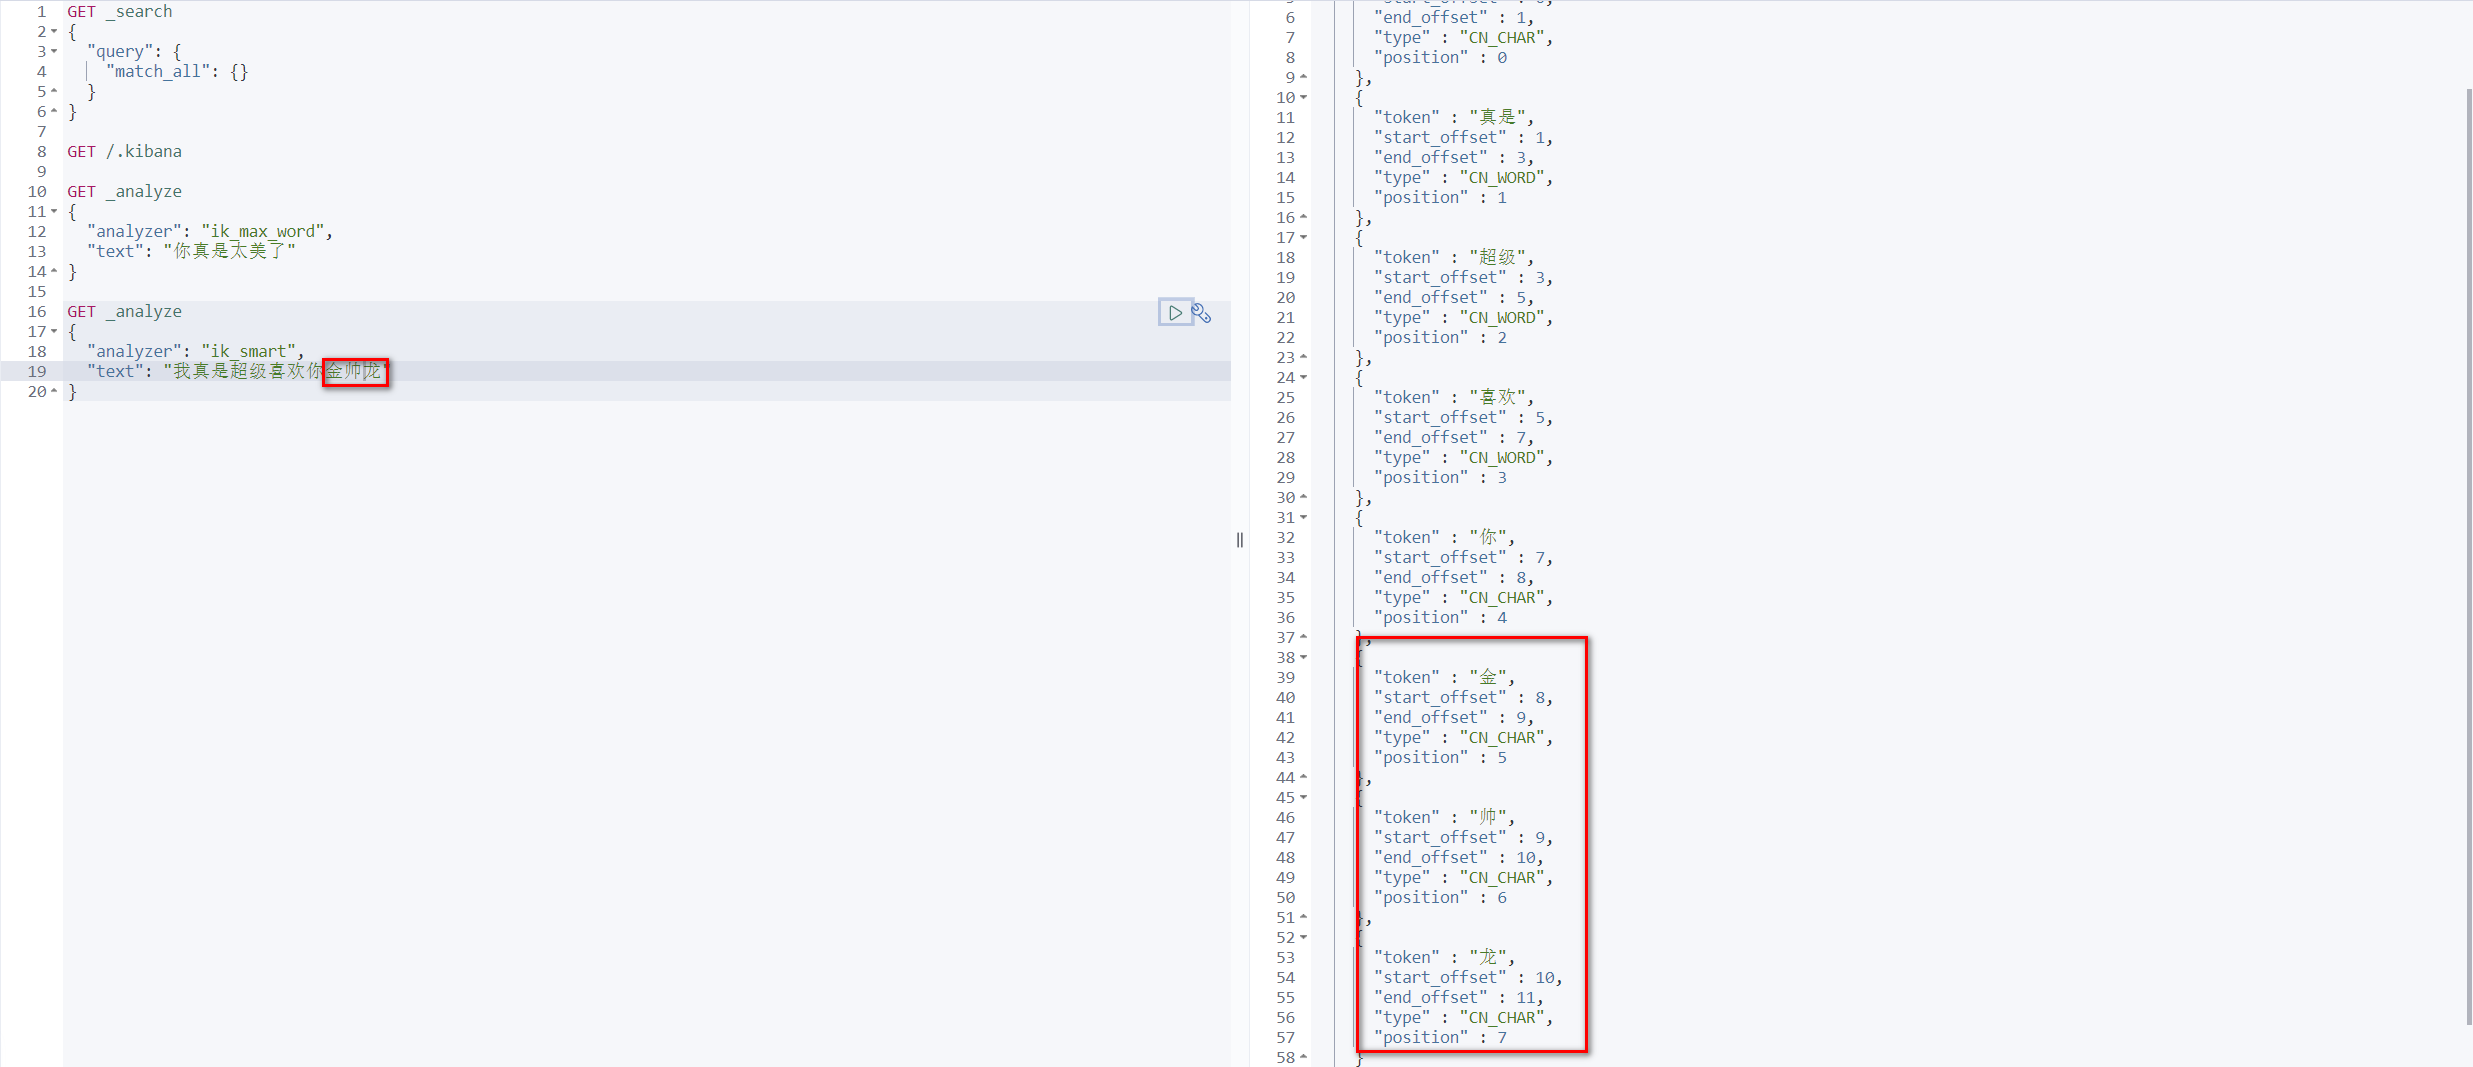 1 GET _search
2 {
3 "query": {
4 "match_all": {}
5 }
6 }
7
8 GET /.kibana
9
10 GET _analyze
11 {
12 "analyzer": "ik_max_word",
13 "text": "你真是太美了"
14 }
15
16 GET _analyze
17 {
18 "analyzer": "ik_smart",
19 "text": "我真是超级喜欢你金帅龙"
20 }
6 "end_offset" : 1,
7 "type" : "CN_CHAR",
8 "position" : 0
9 },
10 {
11 "token" : "真是",
12 "start_offset" : 1,
13 "end_offset" : 3,
14 "type" : "CN_WORD",
15 "position" : 1
16 },
17 {
18 "token" : "超级",
19 "start_offset" : 3,
20 "end_offset" : 5,
21 "type" : "CN_WORD",
22 "position" : 2
23 },
24 {
25 "token" : "喜欢",
26 "start_offset" : 5,
27 "end_offset" : 7,
28 "type" : "CN_WORD",
29 "position" : 3
30 },
31 {
32 "token" : "你",
33 "start_offset" : 7,
34 "end_offset" : 8,
35 "type" : "CN_CHAR",
36 "position" : 4
37 },
38 {
39 "token" : "金",
40 "start_offset" : 8,
41 "end_offset" : 9,
42 "type" : "CN_CHAR",
43 "position" : 5
44 },
45 {
46 "token" : "帅",
47 "start_offset" : 9,
48 "end_offset" : 10,
49 "type" : "CN_CHAR",
50 "position" : 6
51 },
52 {
53 "token" : "龙",
54 "start_offset" : 10,
55 "end_offset" : 11,
56 "type" : "CN_CHAR",
57 "position" : 7
58 }